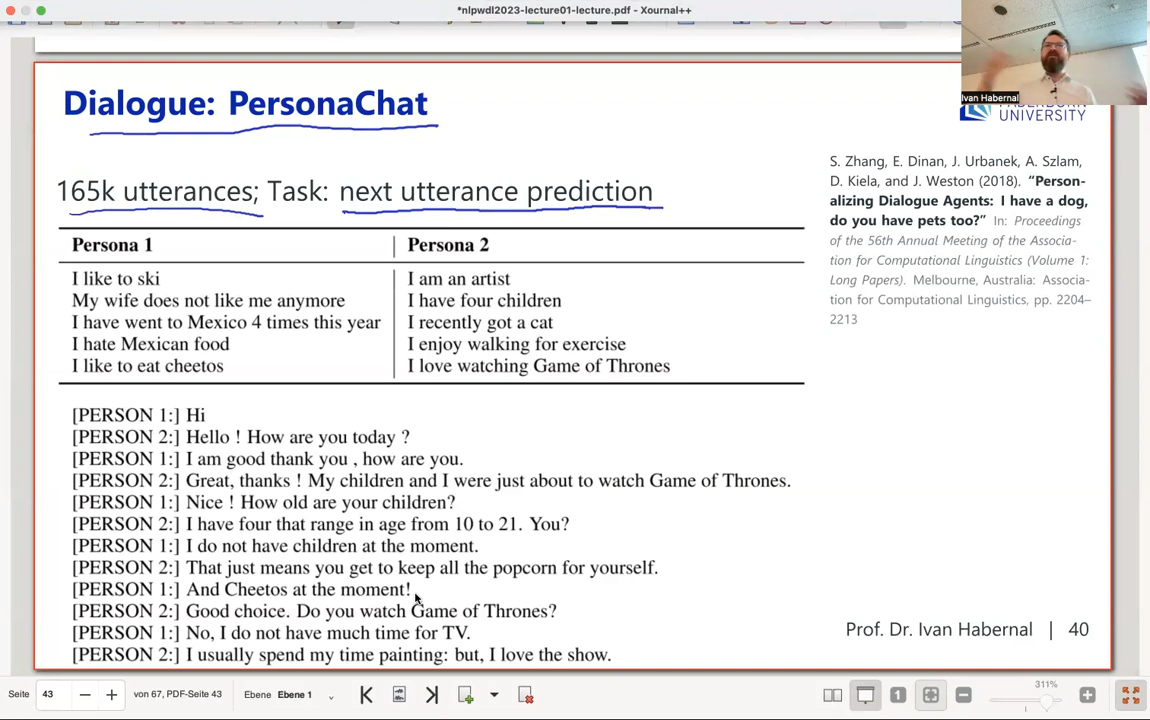 *nlpwdl2023-lecture01-lecture.pdf - Xournal++
Ivan Habernal
UNIVERSITY
Dialogue: PersonaChat
165k utterances; Task: next utterance prediction
Persona 1
Persona 2
I like to ski
I am an artist
My wife does not like me anymore
I have four children
I have went to Mexico 4 times this year
I recently got a cat
I hate Mexican food
I enjoy walking for exercise
I like to eat cheetos
I love watching Game of Thrones
[PERSON 1:] Hi
[PERSON 2:] Hello ! How are you today ?
[PERSON 1:] I am good thank you , how are you.
[PERSON 2:] Great, thanks ! My children and I were just about to watch Game of Thrones.
[PERSON 1:] Nice ! How old are your children?
[PERSON 2:] I have four that range in age from 10 to 21. You?
[PERSON 1:] I do not have children at the moment.
[PERSON 2:] That just means you get to keep all the popcorn for yourself.
[PERSON 1:] And Cheetos at the moment!
[PERSON 2:] Good choice. Do you watch Game of Thrones?
[PERSON 1:] No, I do not have much time for TV.
[PERSON 2:] I usually spend my time painting: but, I love the show.
S. Zhang, E. Dinan, J. Urbanek, A. Szlam,
D. Kiela, and J. Weston (2018). “Person-
alizing Dialogue Agents: I have a dog,
do you have pets too?” In: Proceedings
of the 56th Annual Meeting of the Associa-
tion for Computational Linguistics (Volume 1:
Long Papers). Melbourne, Australia: Associa-
tion for Computational Linguistics, pp. 2204–
2213
Prof. Dr. Ivan Habernal | 40
Seite 43 von 67, PDF-Seite 43 Ebene Ebene 1
1
311%